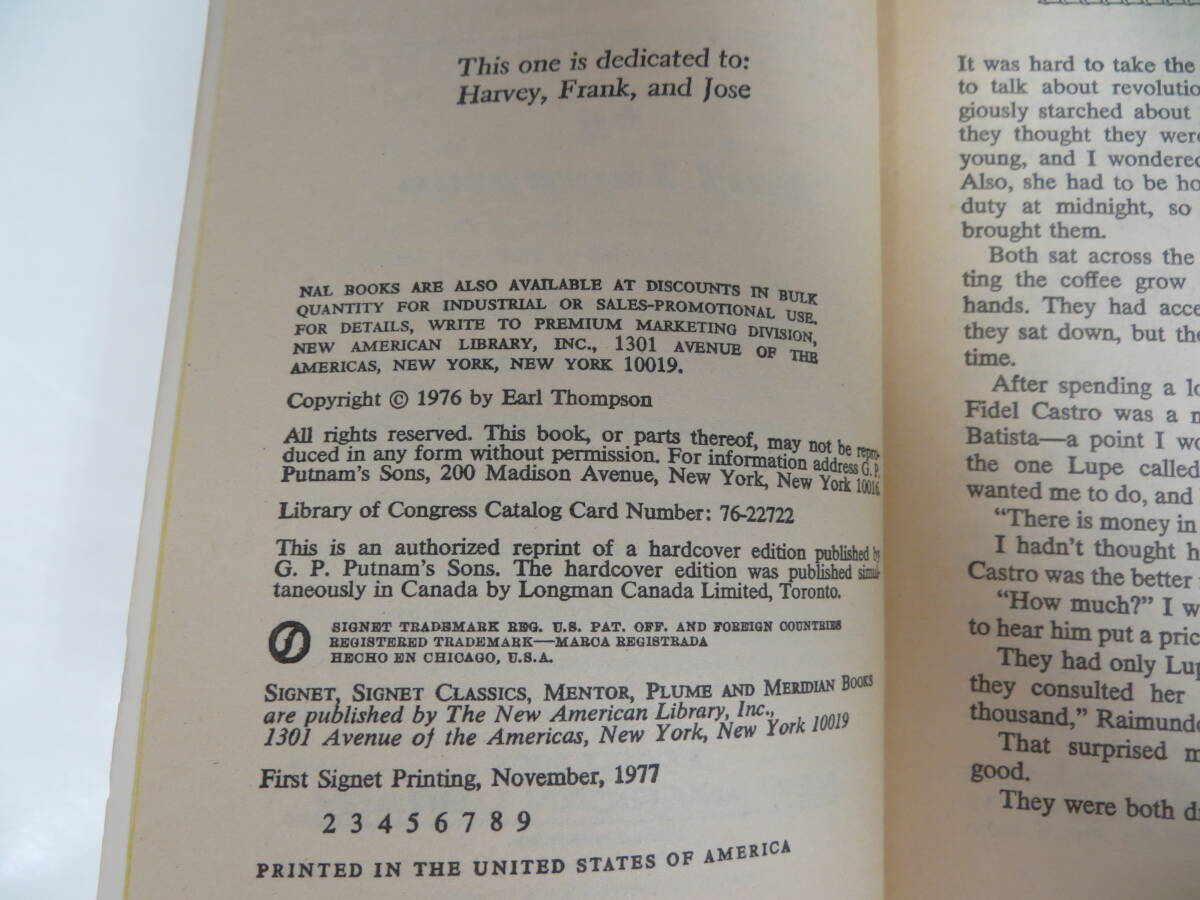 This one is dedicated to:
Harvey, Frank, and Jose
NAL BOOKS ARE ALSO AVAILABLE AT DISCOUNTS IN BULK
QUANTITY FOR INDUSTRIAL OR SALES-PROMOTIONAL USE.
FOR DETAILS, WRITE TO PREMIUM MARKETING DIVISION,
NEW AMERICAN LIBRARY, INC., 1301 AVENUE OF THE
AMERICAS, NEW YORK, NEW YORK 10019.
Copyright © 1976 by Earl Thompson
All rights reserved. This book, or parts thereof, may not be repro-
duced in any form without permission. For information address G. P.
Putnam's Sons, 200 Madison Avenue, New York, New York 10016.
Library of Congress Catalog Card Number: 76-22722
This is an authorized reprint of a hardcover edition published by
G. P. Putnam's Sons. The hardcover edition was published simul-
taneously in Canada by Longman Canada Limited, Toronto.
SIGNET TRADEMARK REG. U.S. PAT. OFF. AND FOREIGN COUNTRIES
REGISTERED TRADEMARK—MARCA REGISTRADA
HECHO EN CHICAGO, U.S.A.
SIGNET, SIGNET CLASSICS, MENTOR, PLUME AND MERIDIAN BOOKS
are published by The New American Library, Inc.,
1301 Avenue of the Americas, New York, New York 10019
First Signet Printing, November, 1977
2 3 4 5 6 7 8 9
PRINTED IN THE UNITED STATES OF AMERICA
It was hard to take the
to talk about revolutio
giously starched about
they thought they were
young, and I wondered
Also, she had to be ho
duty at midnight, so
brought them.
Both sat across the
ting the coffee grow
hands. They had acce
they sat down, but the
time.
After spending a lo
Fidel Castro was a
Batista—a point I wo
the one Lupe called
wanted me to do, and
"There is money in
I hadn't thought h
Castro was the better
"How much?" I w
to hear him put a pric
They had only Lup
they consulted her
thousand," Raimundo
That surprised m
good.
They were both di